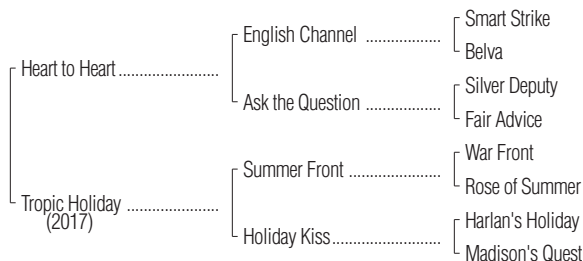 Smart Strike
English Channel ..................
Belva
Heart to Heart ........................
Silver Deputy
Ask the Question ..................
Fair Advice
War Front
Summer Front ......................
Rose of Summer
Tropic Holiday ......................
(2017)
Harlan's Holiday
Holiday Kiss..........................
Madison's Quest